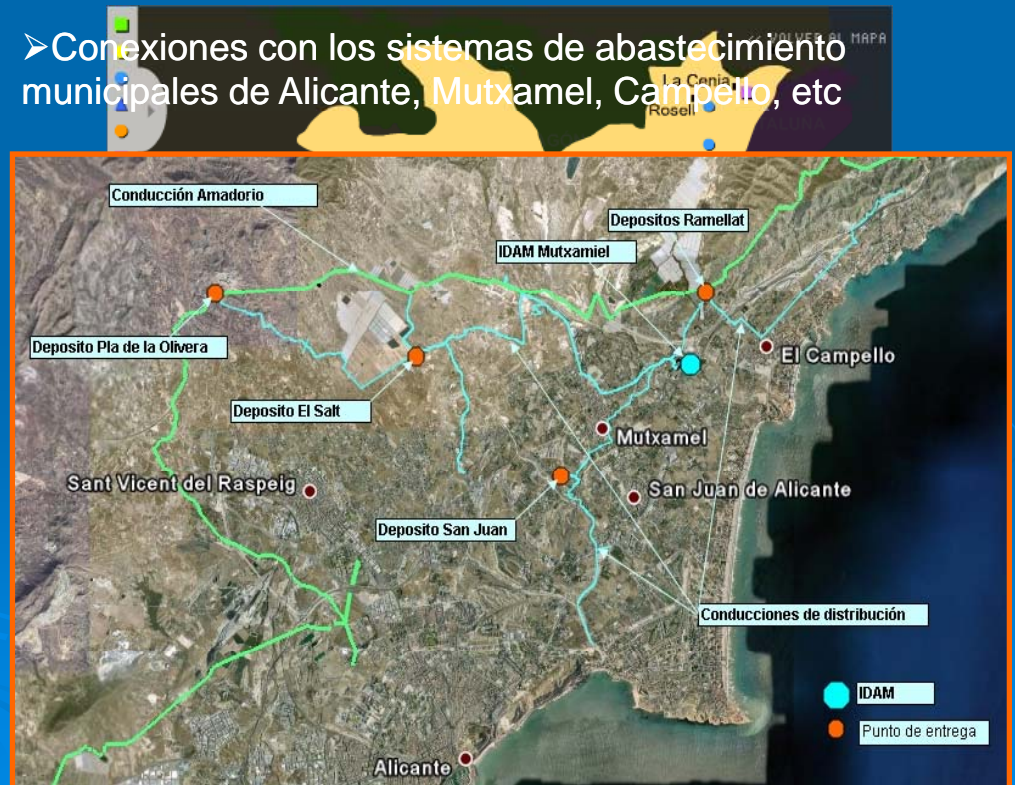 << VOLVER AL MAPA
➢Conexiones con los sistemas de abastecimiento
municipales de Alicante, Mutxamel, Campello, etc
La Cenia
Rosell
Conducción Amadorio
Depositos Ramellat
IDAM Mutxamiel
Deposito Pla de la Olivera
El Campello
Deposito El Salt
Mutxamel
Sant Vicent del Raspeig
San Juan de Alicante
Deposito San Juan
Conducciones de distribución
IDAM
Punto de entrega
Alicante